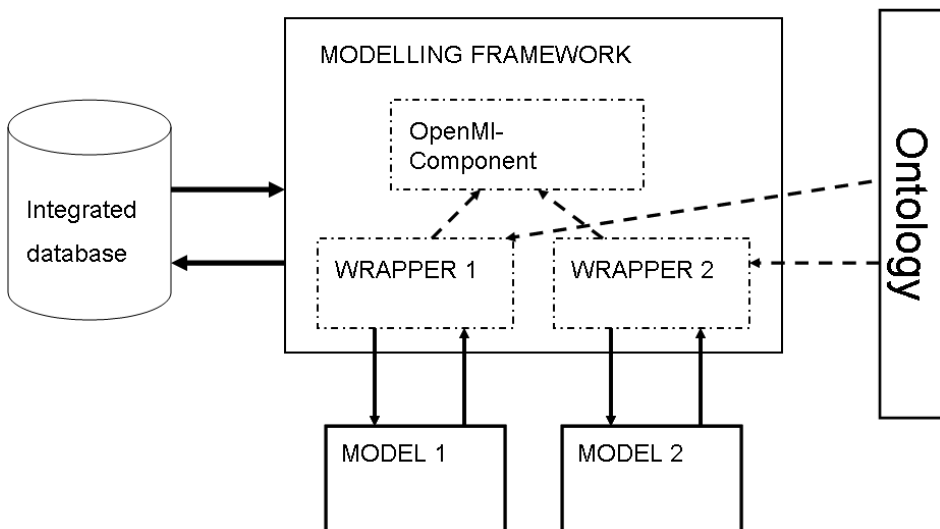 MODELLING FRAMEWORK
OpenMI-
Component
Integrated
database
WRAPPER 1
WRAPPER 2
Ontology
MODEL 1
MODEL 2